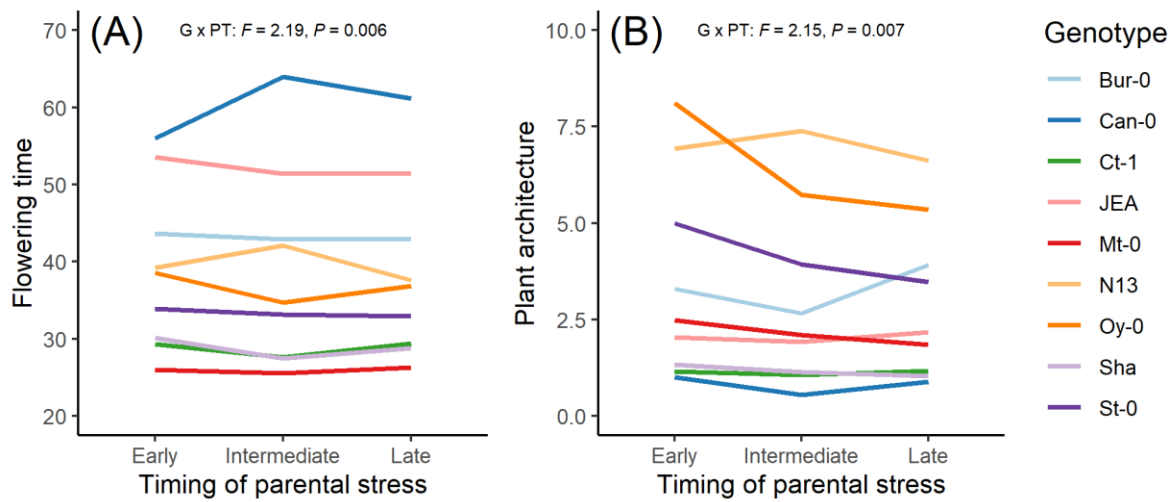 (A)
G x PT: F = 2.19, P = 0.006
70
60
50
40
30
20
Flowering time
Early Intermediate Late
Timing of parental stress
(B)
G x PT: F = 2.15, P = 0.007
10.0
7.5
5.0
2.5
0.0
Plant architecture
Early Intermediate Late
Timing of parental stress
Genotype
Bur-0
Can-0
Ct-1
JEA
Mt-0
N13
Oy-0
Sha
St-0